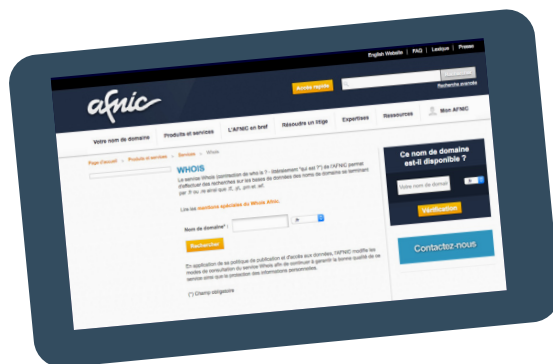 English Website | FAQ | Lexique | Presse
afnic
Accès rapide
Recherche avancée
Votre nom de domaine
Produits et services
L'AFNIC en bref
Résoudre un litige
Expertises
Ressources
Mon AFNIC
Page d'accueil > Produits et services > Services > Whois
WHOIS
Le service Whois (contraction de who is ? - littéralement "qui est ?") de l'AFNIC permet
d'effectuer des recherches sur les bases de données des noms de domaine se terminant
par .fr ou .re ainsi que .tf, .yt, .pm et .wf.
Lire les mentions spéciales du Whois Afnic.
Nom de domaine* :
.fr
Rechercher
En application de sa politique de publication et d'accès aux données, l'AFNIC modifie les
modes de consultation du service Whois afin de continuer à garantir la bonne qualité de ce
service ainsi que la protection des informations personnelles.
(*) Champ obligatoire
Ce nom de domaine
est-il disponible ?
Votre nom de domain
.fr
Vérification
Contactez-nous